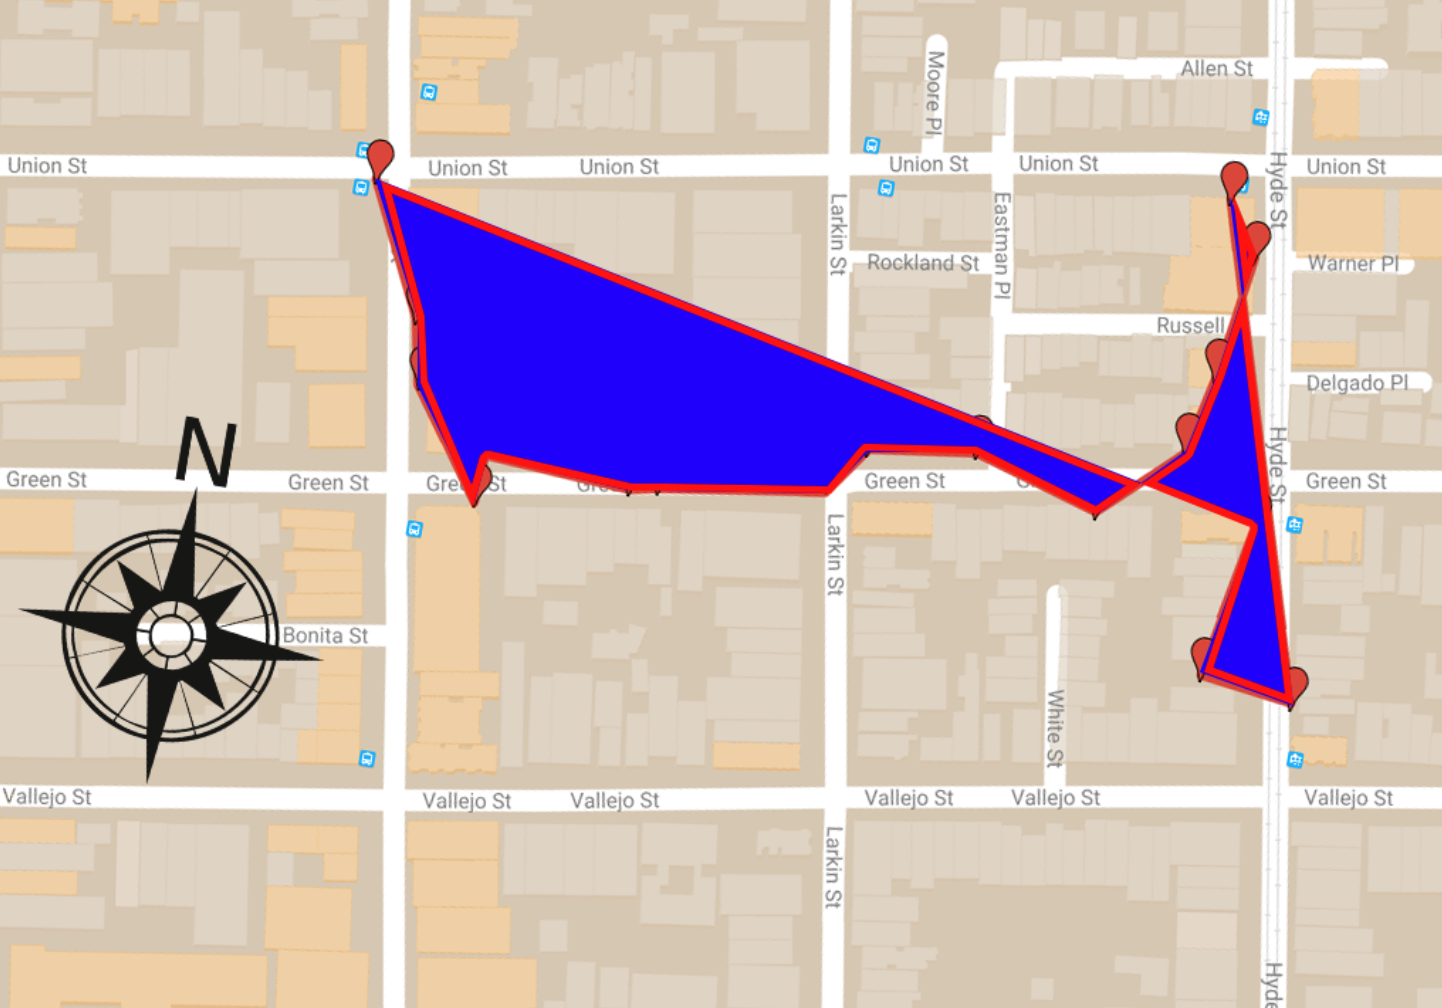 Allen St
Moore Pl
Union St
Union St
Union St
Union St
Union St
Hyde St
Union St
Larkin St
Eastman Pl
Rockland St
Warner Pl
Russell
Delgado Pl
N
Hyde St
Green St
Green St
Green St
Green St
Larkin St
Bonita St
White St
Vallejo St
Vallejo St
Vallejo St
Vallejo St
Vallejo St
Vallejo St
Larkin St
Hyde